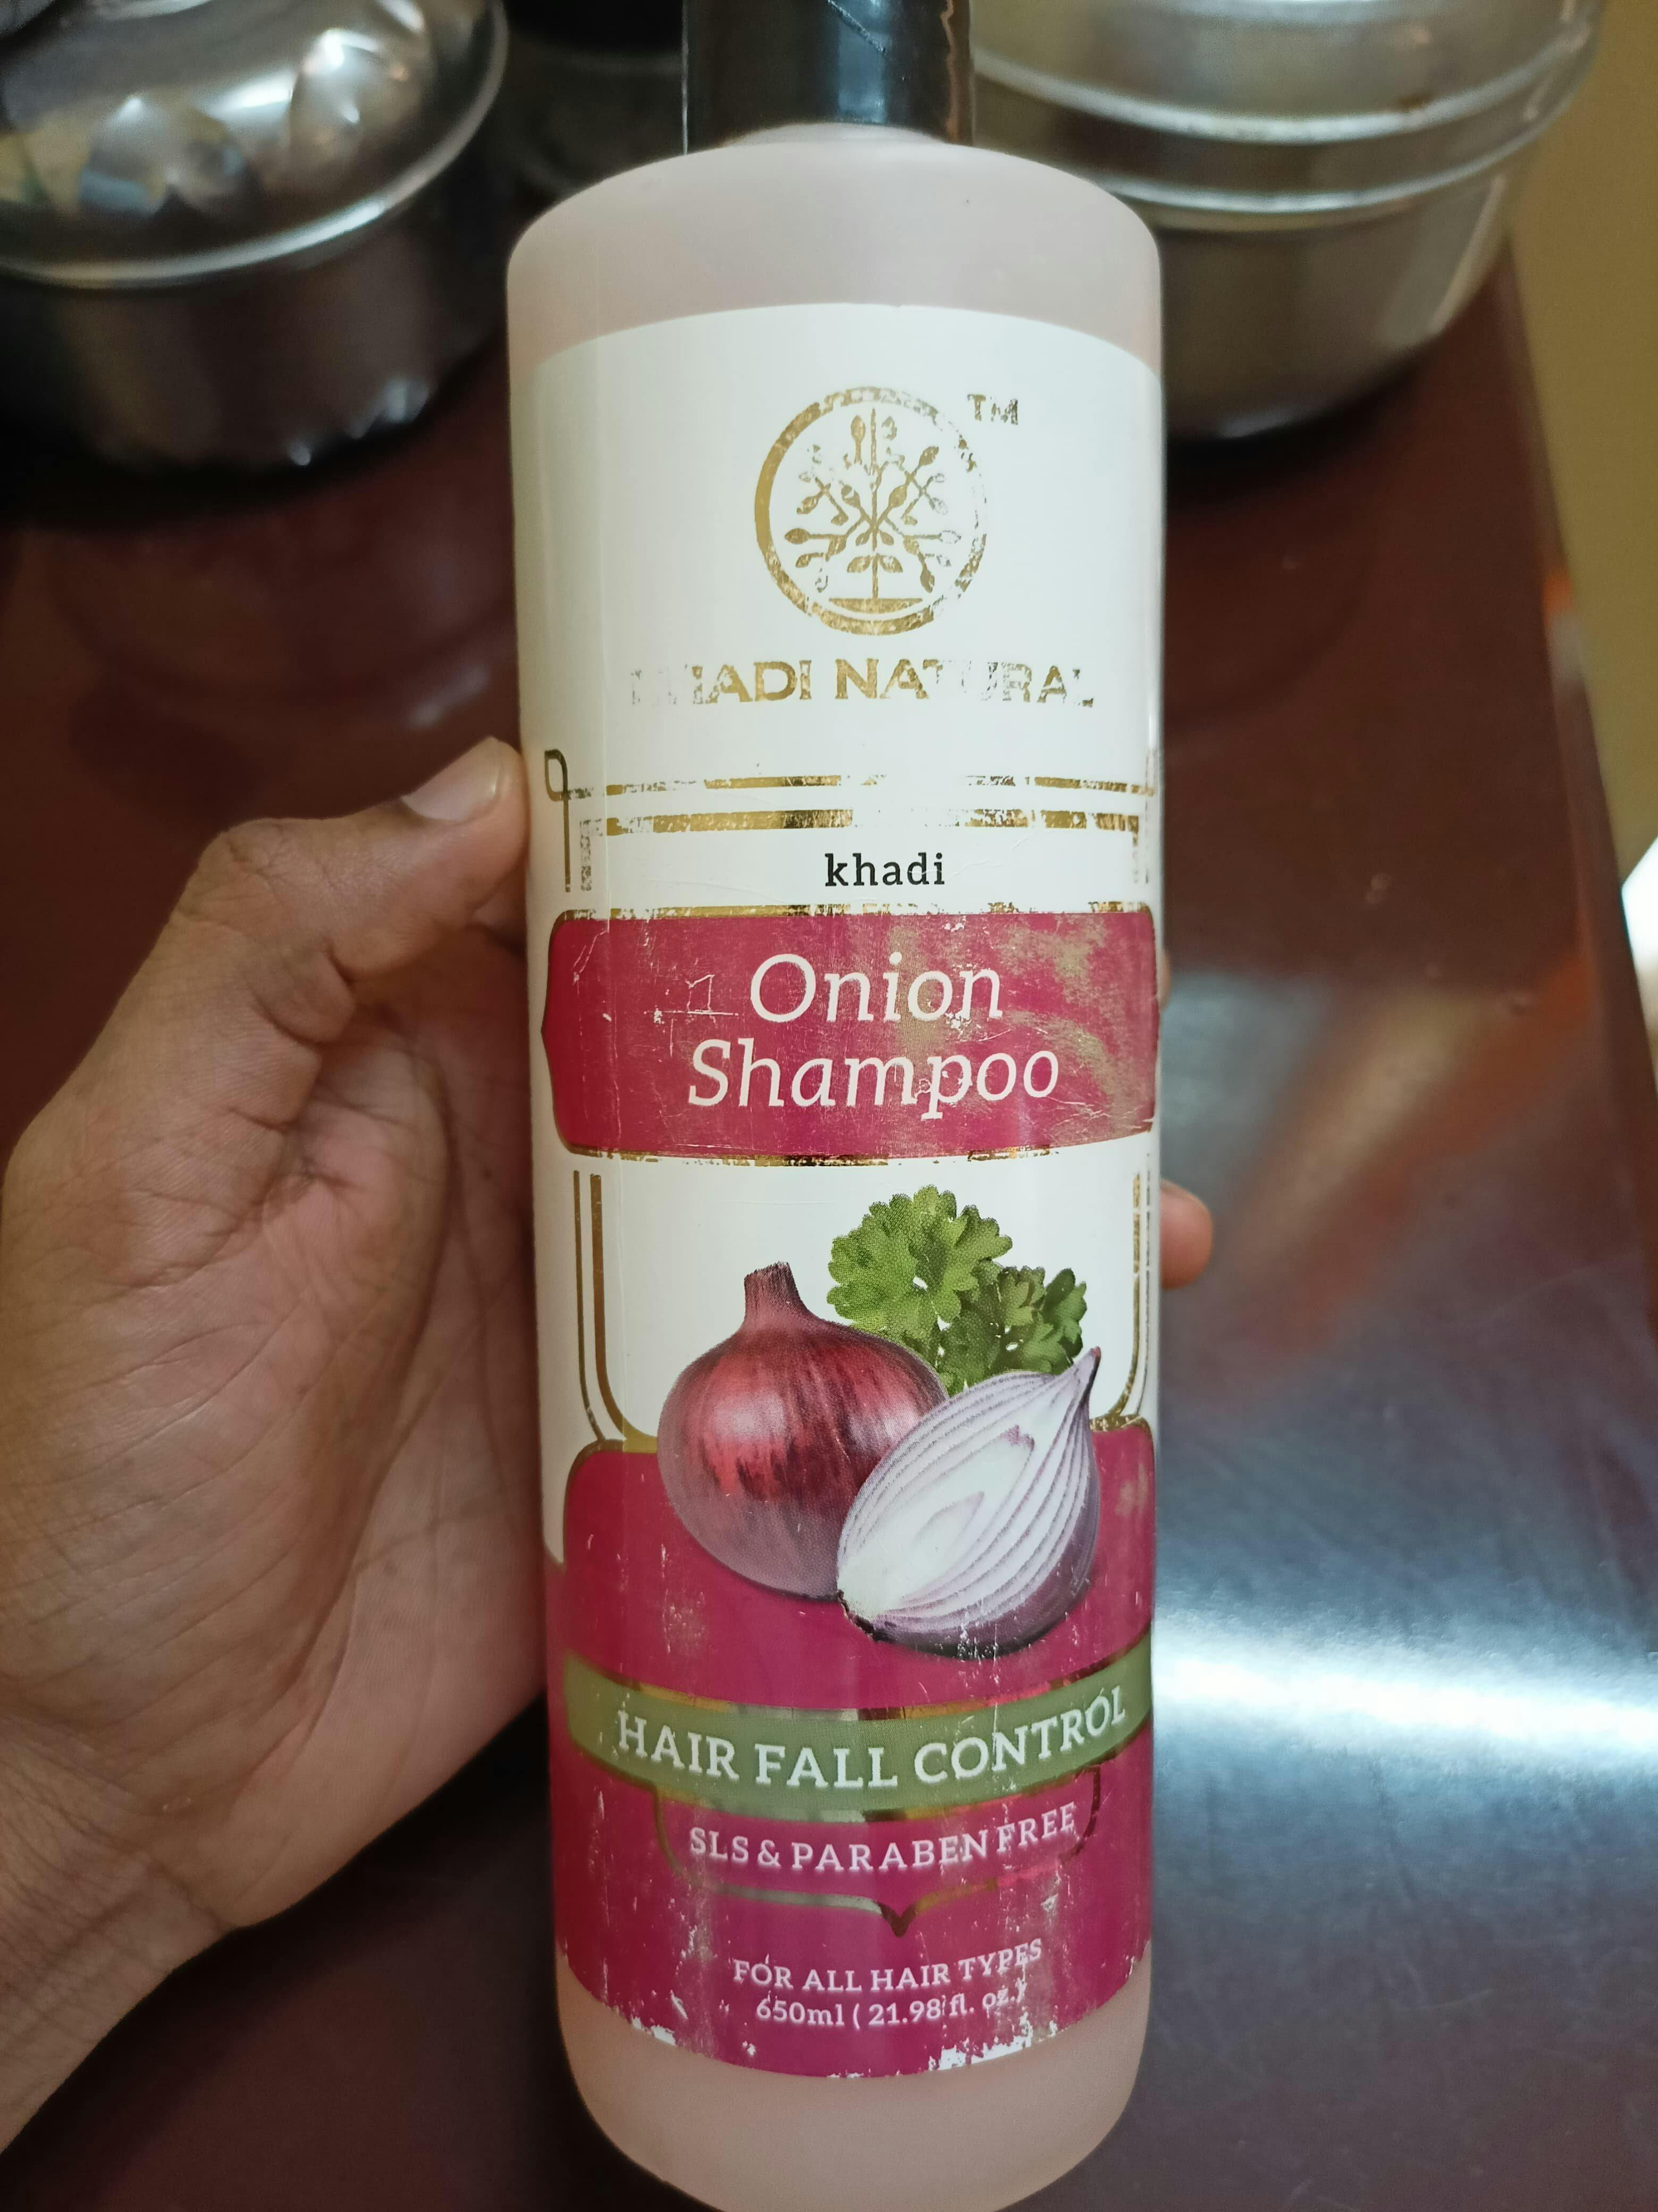 TM
KHADI NATURAL
khadi
Onion
Shampoo
HAIR FALL CONTROL
SLS & PARABEN FREE
FOR ALL HAIR TYPES
650ml ( 21.98 fl. oz.)